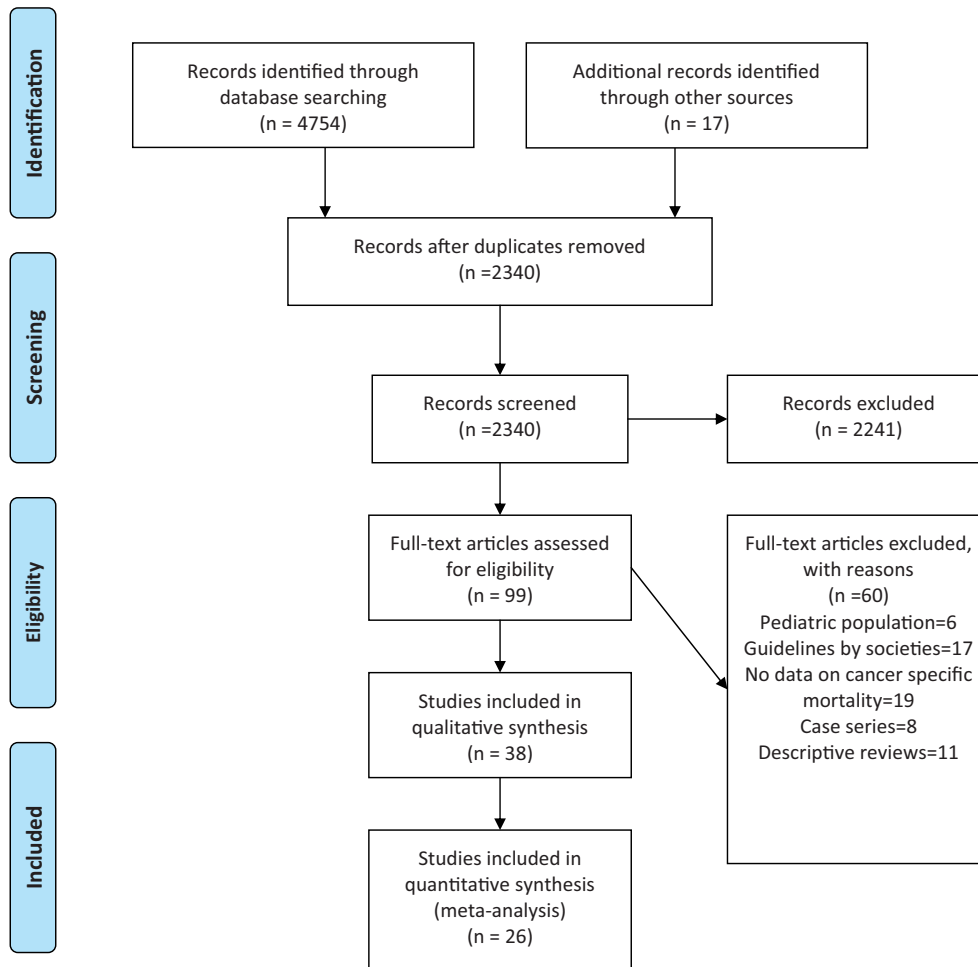 Identification
Records identified through
database searching
(n = 4754)
Additional records identified
through other sources
(n = 17)
Records after duplicates removed
(n =2340)
Screening
Records screened
(n =2340)
Records excluded
(n = 2241)
Eligibility
Full-text articles assessed
for eligibility
(n = 99)
Full-text articles excluded,
with reasons
(n =60)
Pediatric population=6
Guidelines by societies=17
No data on cancer specific
mortality=19
Case series=8
Descriptive reviews=11
Studies included in
qualitative synthesis
n = 38)
Included
Studies included in
quantitative synthesis
(meta-analysis)
n = 26)